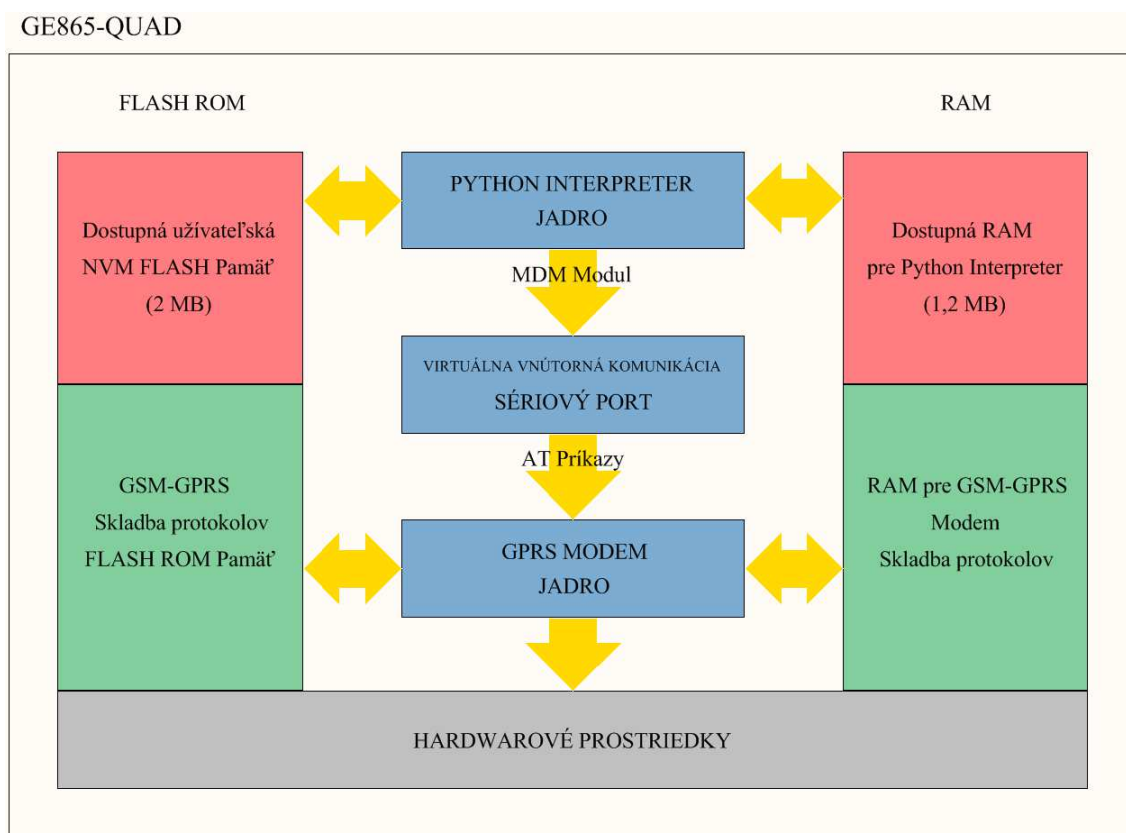 GE865-QUAD
FLASH ROM
RAM
Dostupná užívateľská
NVM FLASH Pamäť
(2 MB)
PYTHON INTERPRETER
JADRO
Dostupná RAM
pre Python Interpreter
(1,2 MB)
MDM Modul
VIRTUÁLNA VNÚTORNÁ KOMUNIKÁCIA
SÉRIOVÝ PORT
AT Príkazy
GSM-GPRS
Skladba protokolov
FLASH ROM Pamäť
GPRS MODEM
JADRO
RAM pre GSM-GPRS
Modem
Skladba protokolov
HARDWAROVÉ PROSTRIEDKY